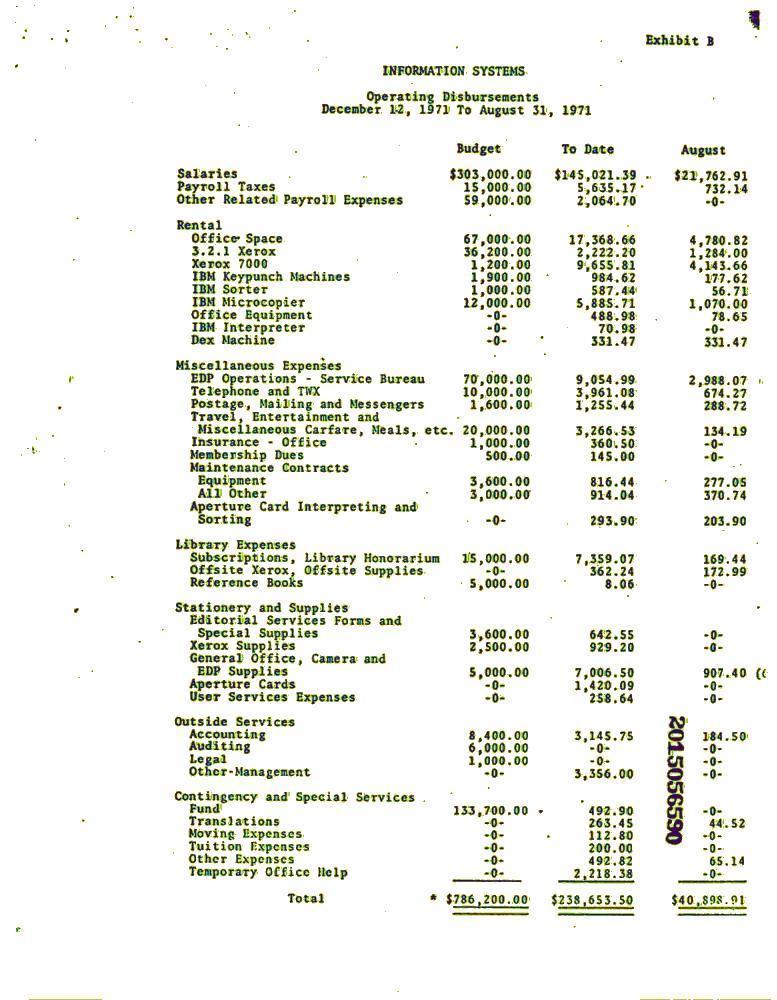 Exhibit B
INFORMATION SYSTEMS
Operating Disbursements
December 12, 1971 To August 31, 1971
Budget To Date August
Salaries $303,000.00 $145,021.39 $21,762.91
Payroll Taxes 15,000.00 5,635.17 732.14
Other Related Payroll Expenses 59,000.00 2,064.70 -0-
Rental
Office Space 67,000.00 17,368.66 4,780.82
3.2.1 Xerox 36,200.00 2,222.20 1,284.00
Xerox 7000 1,200.00 9,655.81 4,143.66
IBM Keypunch Machines 1,900.00 984.62 177.62
IBM Sorter 1,000.00 587.44 56.71
IBM Microcopier 12,000.00 5,885.71 1,070.00
Office Equipment -0- 488.98 78.65
IBM Interpreter -0- 70.98 -0-
Dex Machine -0- 331.47 331.47
Miscellaneous Expenses
EDP Operations - Service Bureau 70,000.00 9,054.99 2,988.07
Telephone and TWX 10,000.00 3,961.08 674.27
Postage, Mailing and Messengers 1,600.00 1,255.44 288.72
Travel, Entertainment and
Miscellaneous Carfare, Meals, etc. 20,000.00 3,266.53 134.19
Insurance - Office 1,000.00 360.50 -0-
Membership Dues 500.00 145.00 -0-
Maintenance Contracts
Equipment 3,600.00 816.44 277.05
All Other 3,000.00 914.04 370.74
Aperture Card Interpreting and
Sorting -0- 293.90 203.90
Library Expenses
Subscriptions, Library Honorarium 15,000.00 7,359.07 169.44
Offsite Xerox, Offsite Supplies -0- 362.24 172.99
Reference Books 5,000.00 8.06 -0-
Stationery and Supplies
Editorial Services Forms and
Special Supplies 3,600.00 642.55 -0-
Xerox Supplies 2,500.00 929.20 -0-
General Office, Camera and
EDP Supplies 5,000.00 7,006.50 907.40
Aperture Cards -0- 1,420.09 -0-
User Services Expenses -0- 258.64 -0-
Outside Services
Accounting 8,400.00 3,145.75 184.50
Auditing 6,000.00 -0- -0-
Legal 1,000.00 -0- -0-
Other-Management -0- 3,356.00 -0-
Contingency and Special Services
Fund 133,700.00 492.90 -0-
Translations -0- 263.45 44.52
Moving Expenses -0- 112.80 -0-
Tuition Expenses -0- 200.00 -0-
Other Expenses -0- 492.82 65.14
Temporary Office Help -0- 2,218.38 -0-
Total * $786,200.00 $238,653.50 $40,898.91
2015056590